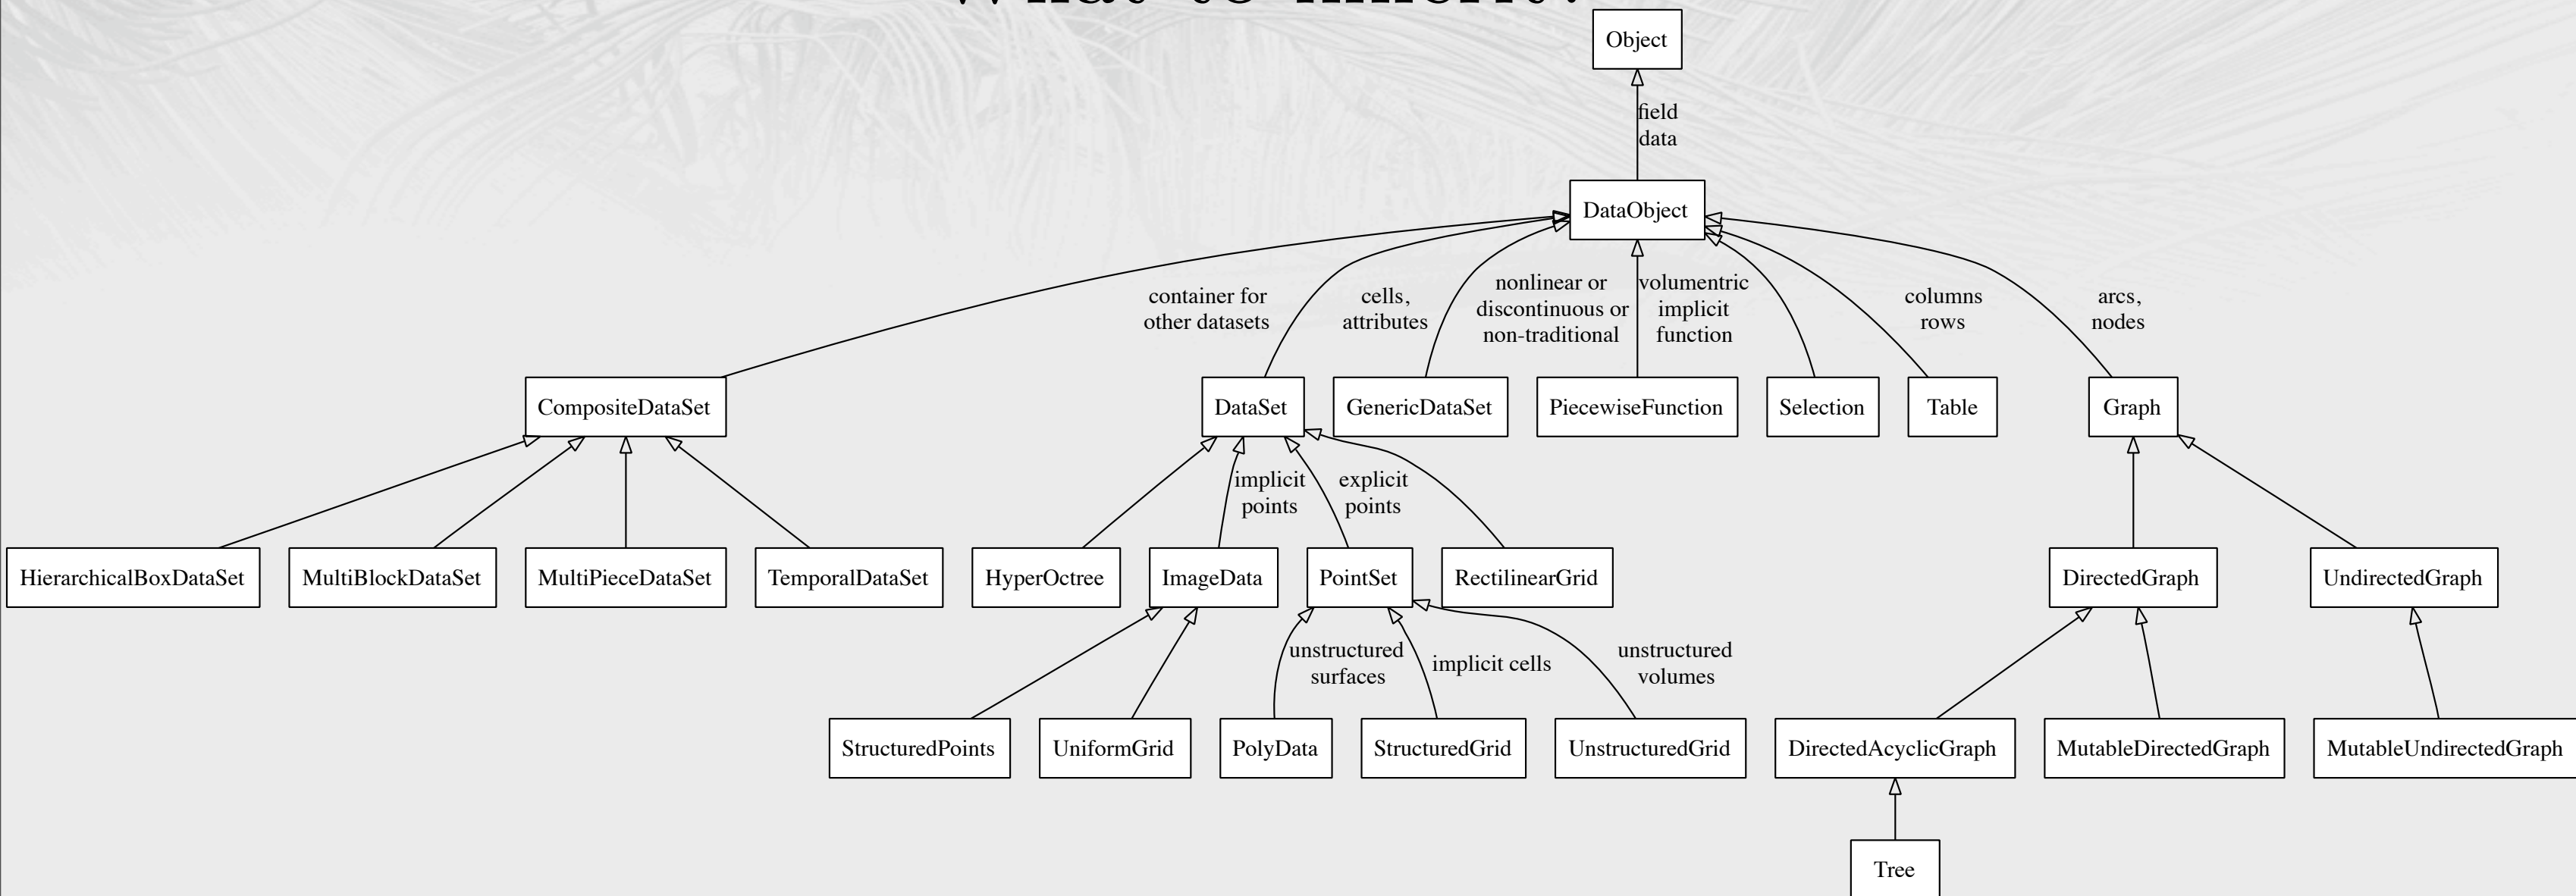 Object
field
data
DataObject
container for
other datasets
cells,
attributes
nonlinear or
discontinuous or
non-traditional
volumentric
implicit
function
columns
rows
arcs,
nodes
CompositeDataSet
DataSet
GenericDataSet
PiecewiseFunction
Selection
Table
Graph
implicit
points
explicit
points
HierarchicalBoxDataSet
MultiBlockDataSet
MultiPieceDataSet
TemporalDataSet
HyperOctree
ImageData
PointSet
RectilinearGrid
DirectedGraph
UndirectedGraph
unstructured
surfaces
implicit cells
unstructured
volumes
StructuredPoints
UniformGrid
PolyData
StructuredGrid
UnstructuredGrid
DirectedAcyclicGraph
MutableDirectedGraph
MutableUndirectedGraph
Tree